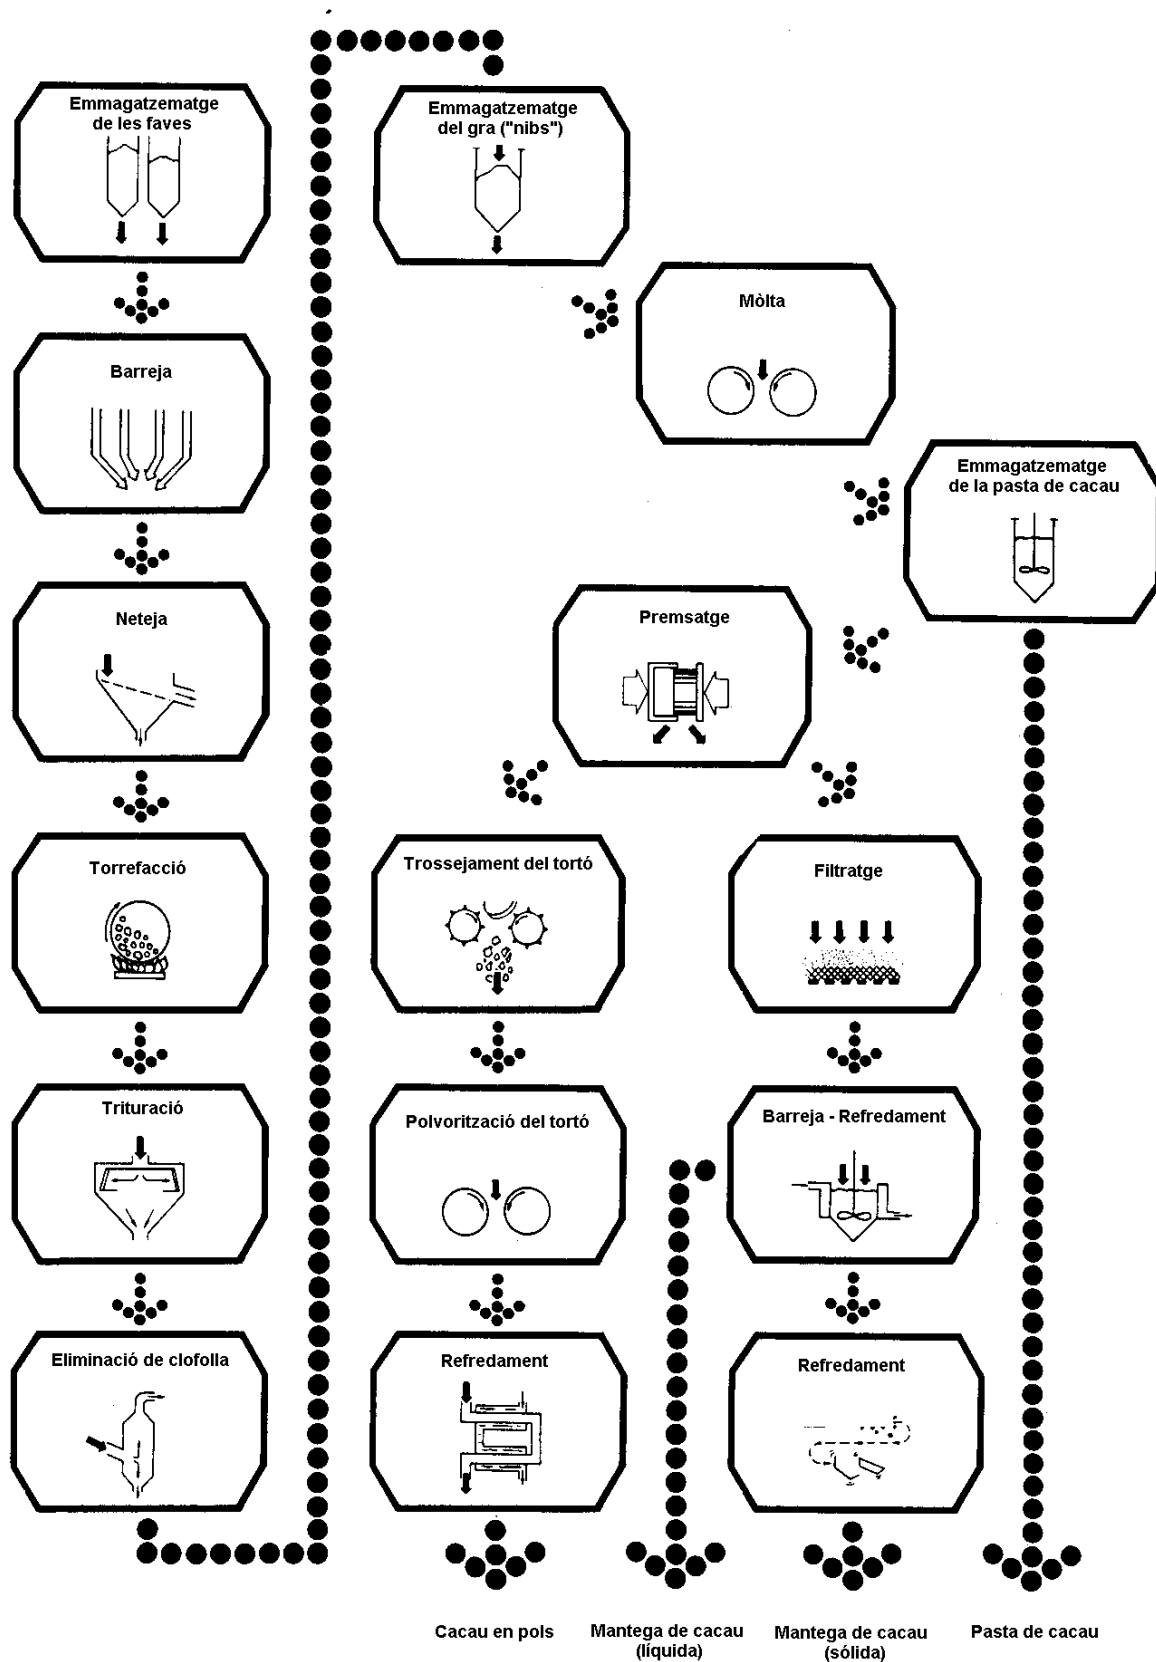 Emmagatzematge
de les faves
Barreja
Neteja
Torrefacció
Trituració
Eliminació de clofolla
Emmagatzematge
del gra ("nibs")
Mòlta
Emmagatzematge
de la pasta de cacau
Premsatge
Trossejament del tortó
Filtratge
Polvorització del tortó
Barreja - Refredament
Refredament
Refredament
Cacau en pols
Mantega de cacau
(líquida)
Mantega de cacau
(sólida)
Pasta de cacau